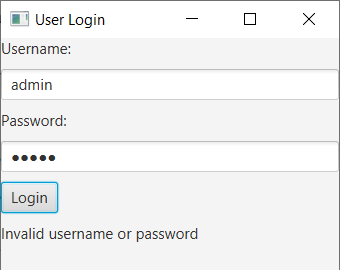 User Login
Username:
admin
Password:
●●●●●
Login
Invalid username or password